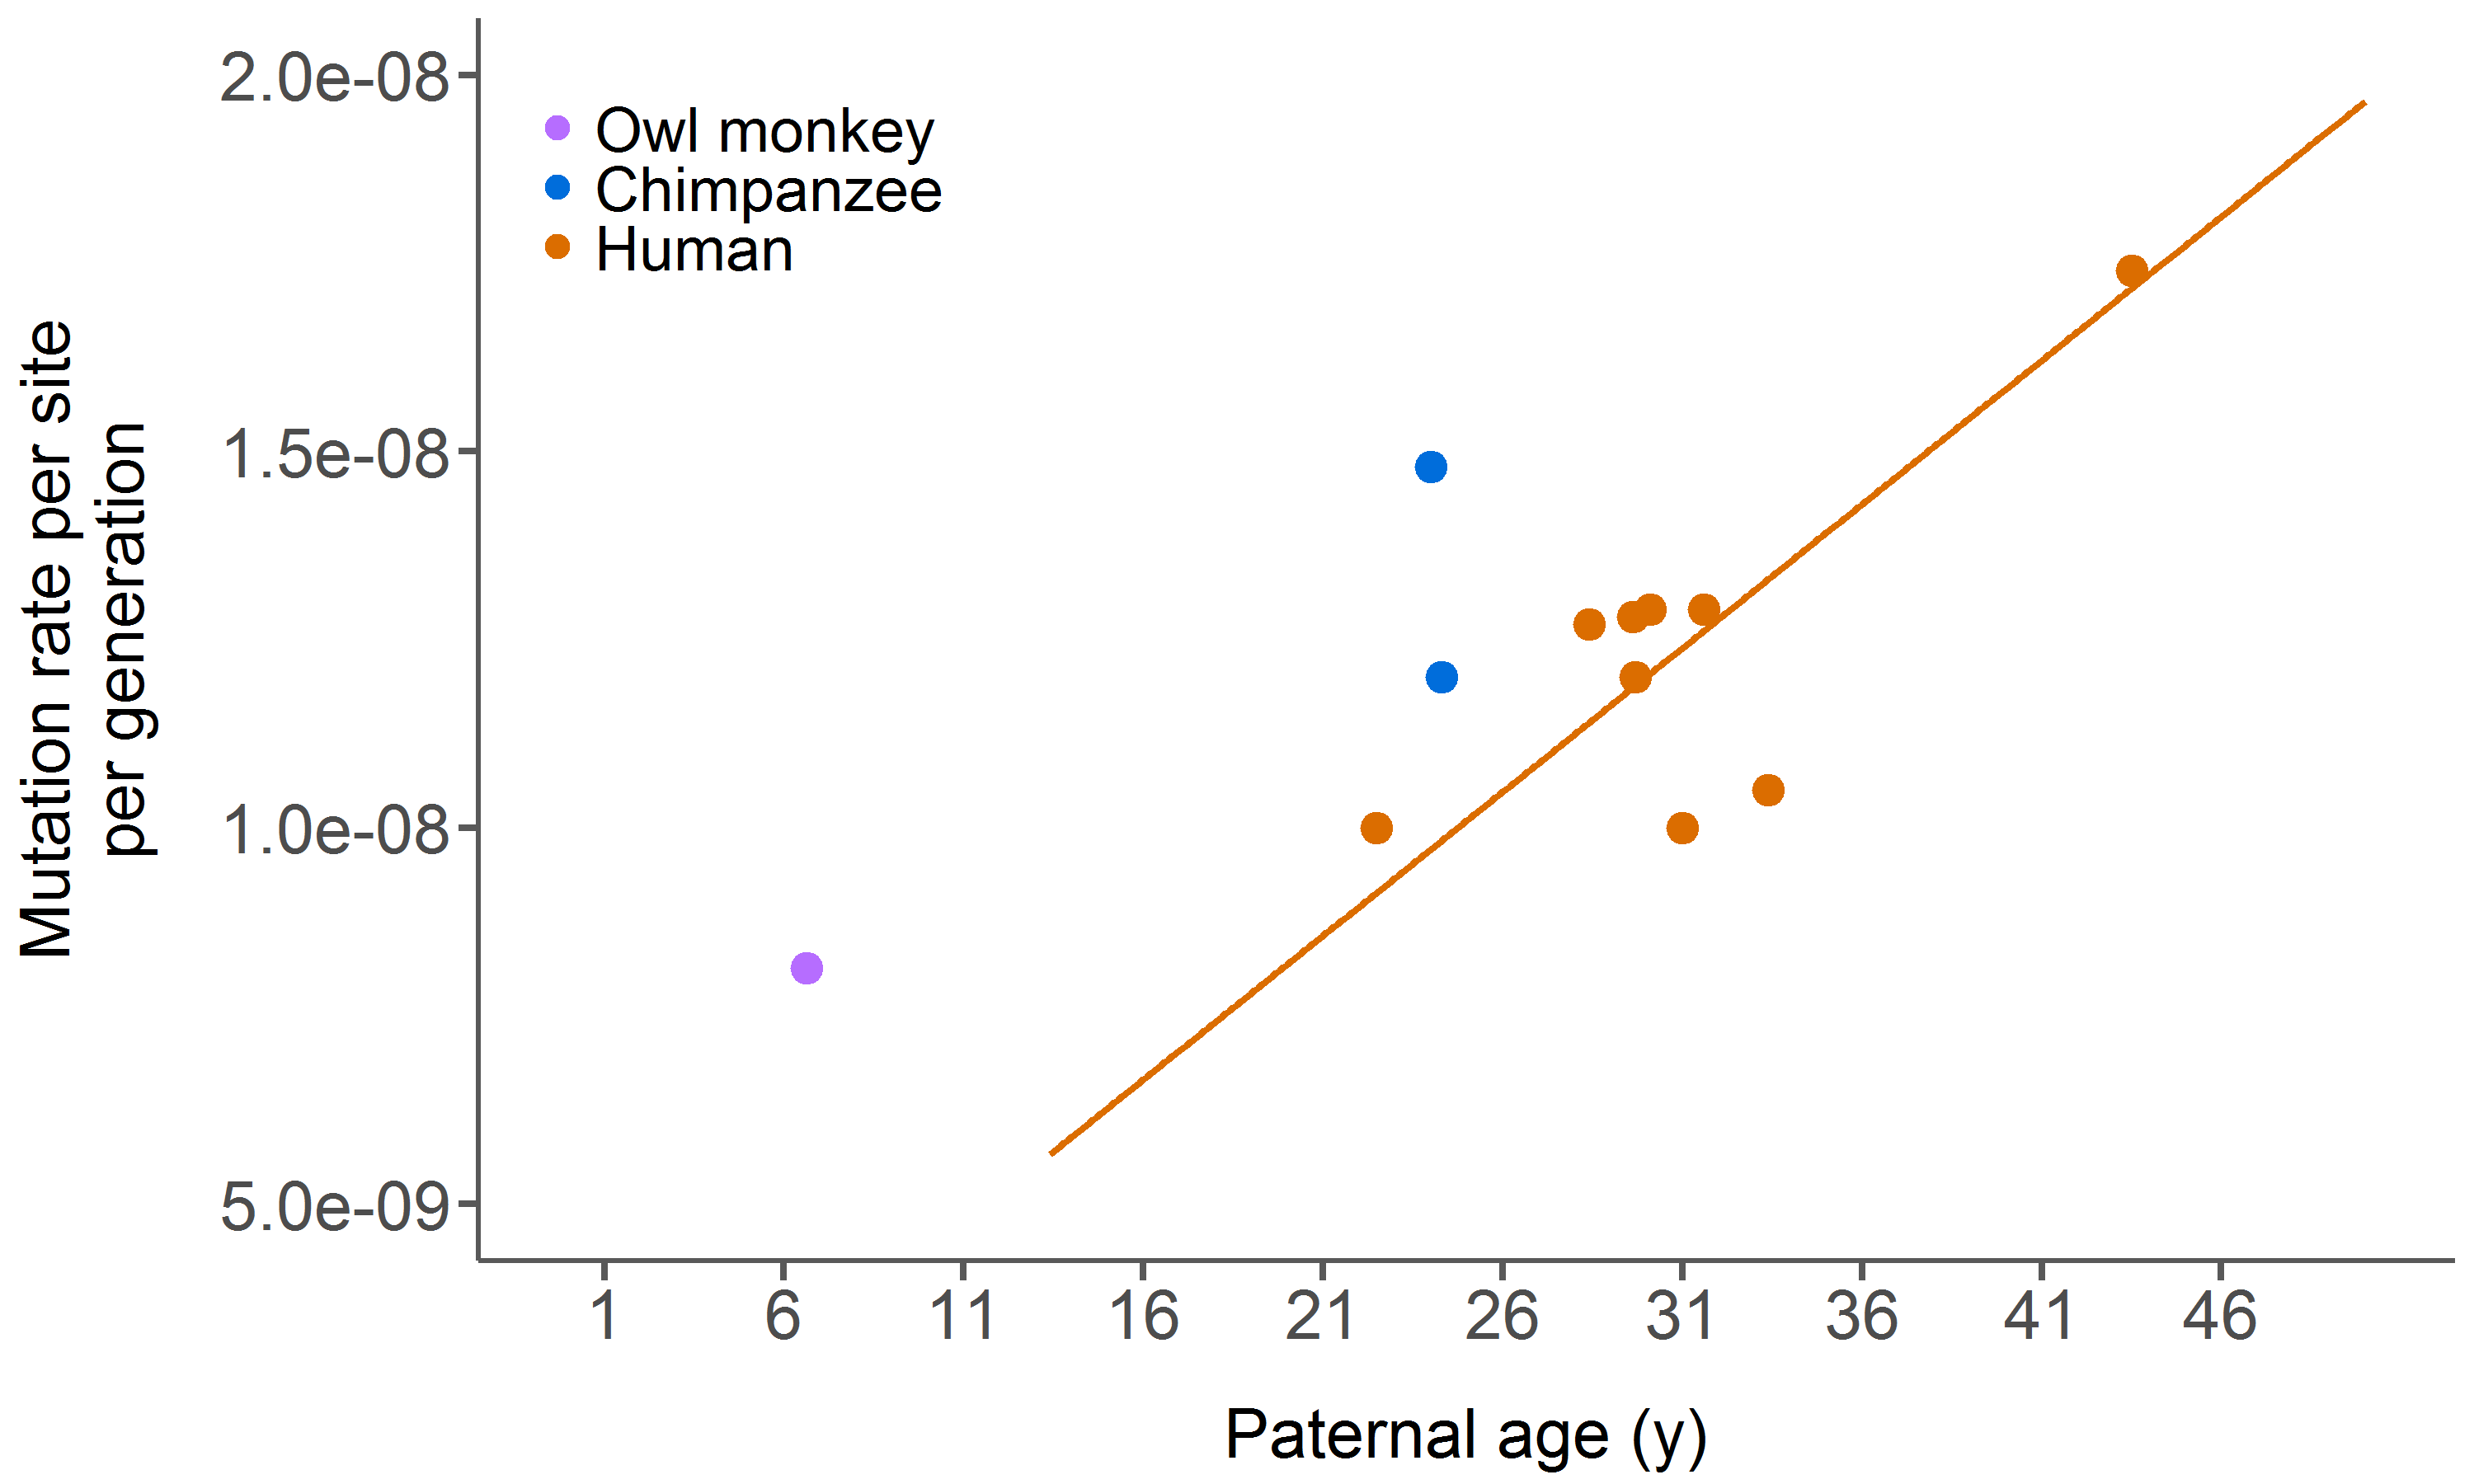 2.0e-08
1.5e-08
1.0e-08
5.0e-09
Mutation rate per site
per generation
Owl monkey
Chimpanzee
Human
1 6 11 16 21 26 31 36 41 46
Paternal age (y)